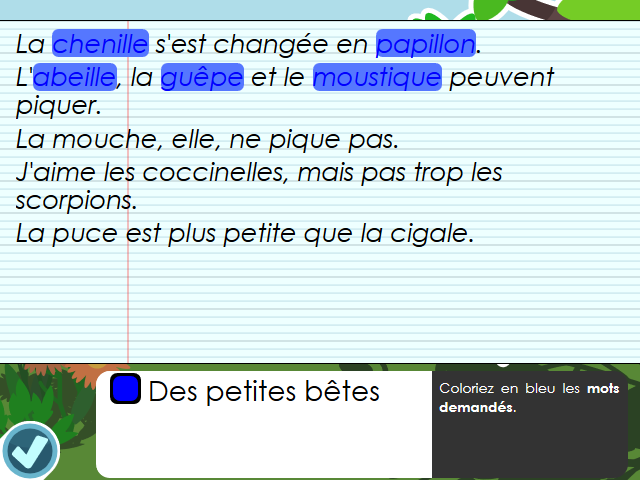 La chenille s'est changée en papillon.
L'abeille, la guêpe et le moustique peuvent
piquer.
La mouche, elle, ne pique pas.
J'aime les coccinelles, mais pas trop les
scorpions.
La puce est plus petite que la cigale.
Des petites bêtes
Coloriez en bleu les mots
demandés.